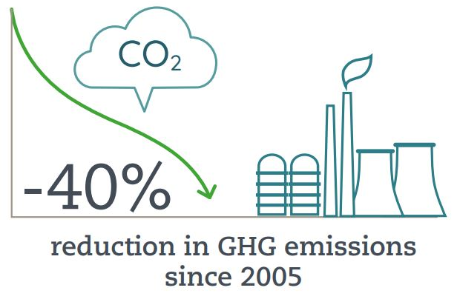 CO₂
-40%
reduction in GHG emissions
since 2005